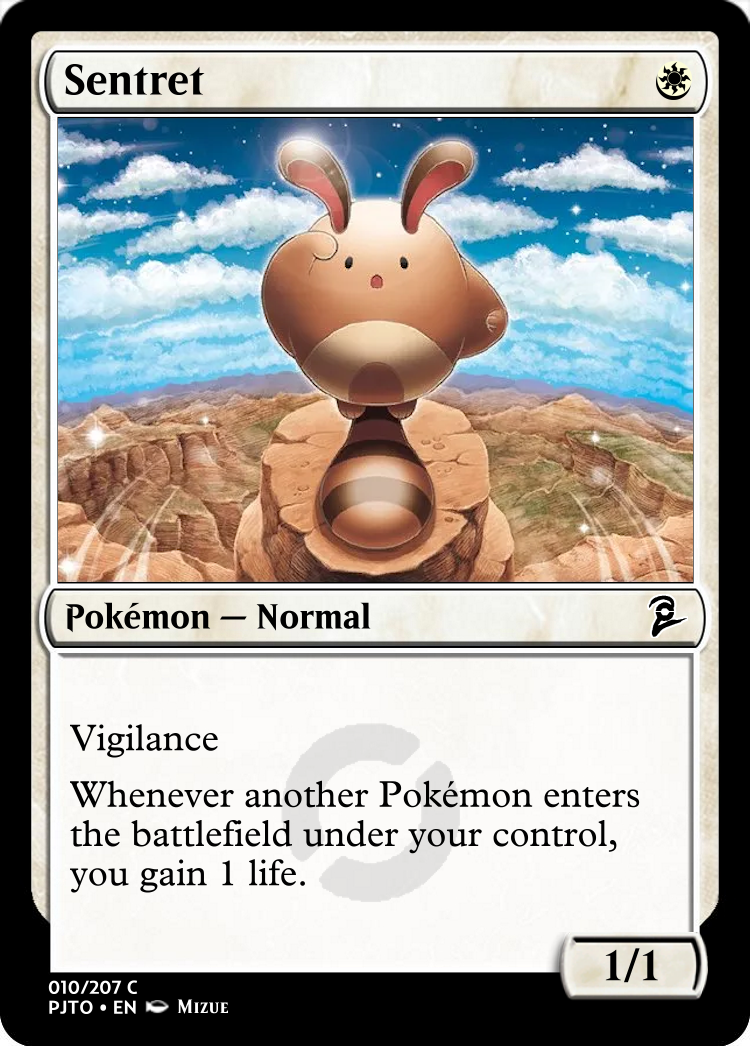 Sentret
Pokémon — Normal
Vigilance
Whenever another Pokémon enters
the battlefield under your control,
you gain 1 life.
1/1
010/207 C
PJTO • EN Mizue